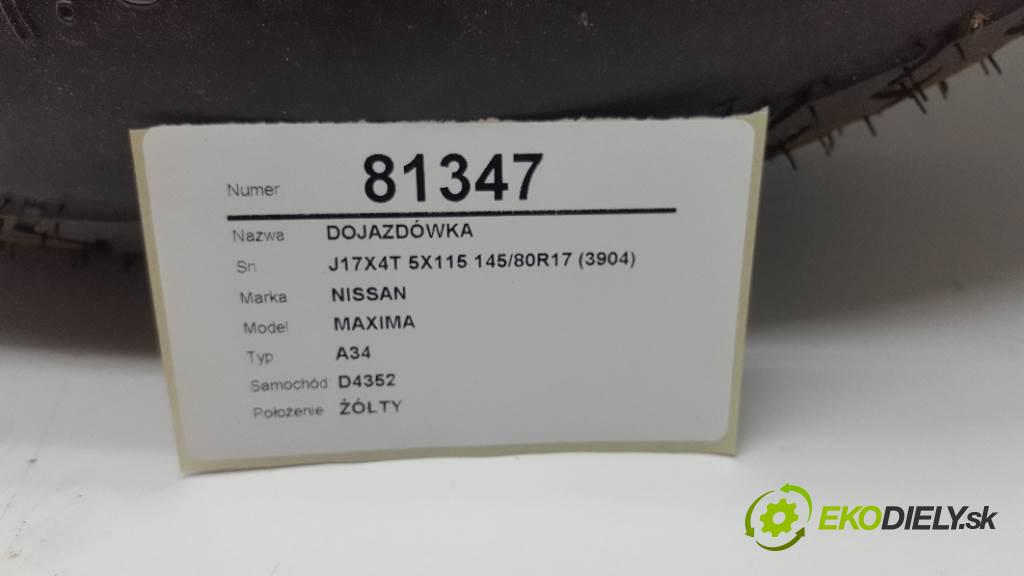 Numer 81347
Nazwa DOJAZDÓWKA
Sn J17X4T 5X115 145/80R17 (3904)
Marka NISSAN
Model MAXIMA
Typ A34
Samochód D4352
Położenie ŻÓŁTY
EKODIELY.sk